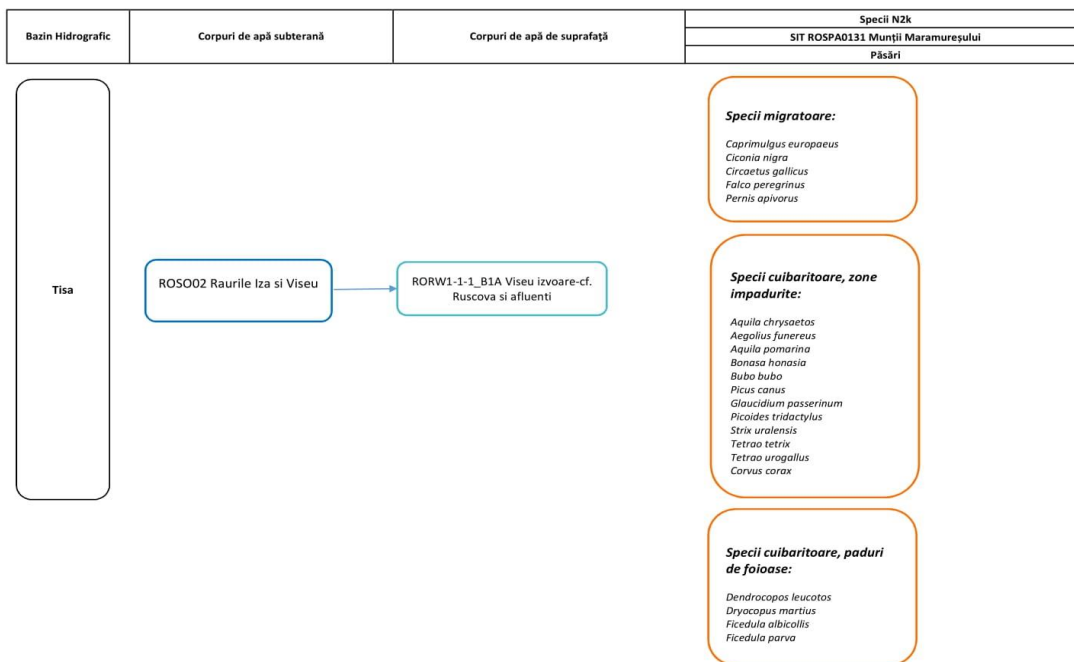 Bazin Hidrografic
Corpuri de apă subterană
Corpuri de apă de suprafaţă
Specii N2k
SIT ROSPA0131 Munții Maramureșului
Păsări
Tisa
ROSO02 Raurile Iza si Viseu
RORW1-1-1_B1A Viseu izvoare-cf.
Ruscova si afluenti
Specii migratoare:
Caprimulgus europaeus
Ciconia nigra
Circaetus gallicus
Falco peregrinus
Pernis apivorus
Specii cuibaritoare, zone
impadurite:
Aquila chrysaetos
Aegolius funereus
Aquila pomarina
Bonasa honasia
Bubo bubo
Picus canus
Glaucidium passerinum
Picoides tridactylus
Strix uralensis
Tetrao tetrix
Tetrao urogallus
Corvus corax
Specii cuibaritoare, paduri
de foioase:
Dendrocopos leucotos
Dryocopus martius
Ficedula albicollis
Ficedula parva